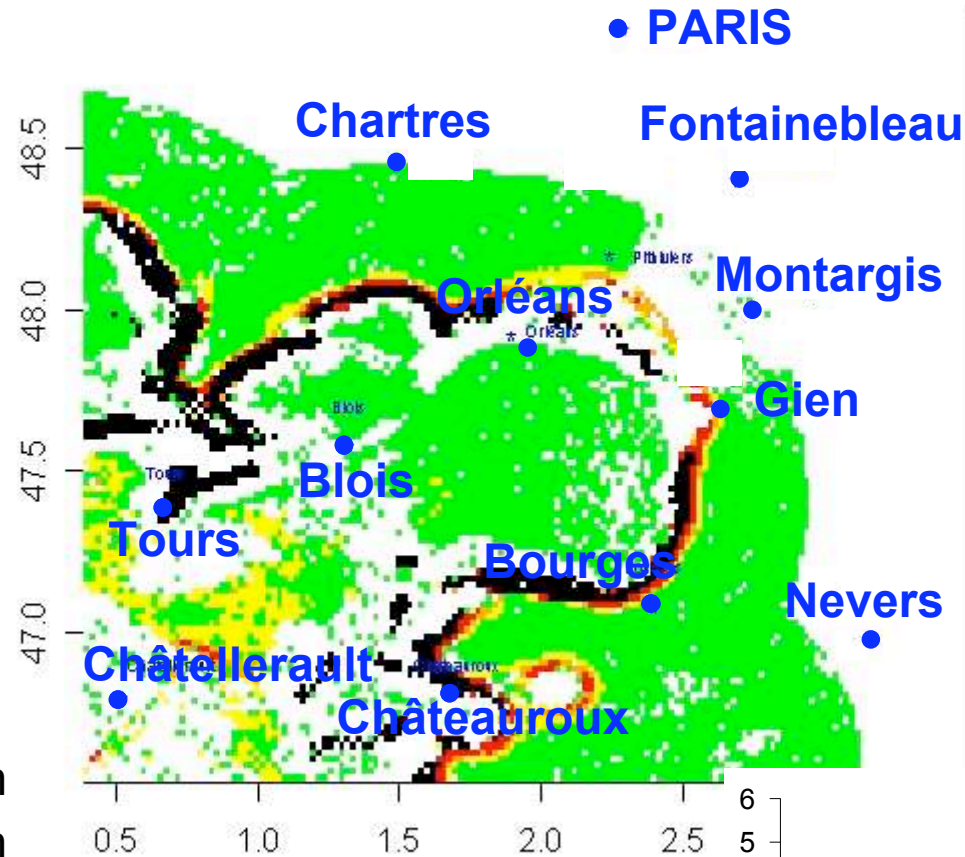 PARIS
Chartres
Fontainebleau
48.5
Pithiviers
Montargis
Orléans
48.0
Orléans
Gien
Blois
Blois
47.5
Tours
Bourges
Nevers
47.0
Châtellerault
Châteauroux
Châteauroux
n
n
0.5 1.0 1.5 2.0 2.5
6
5